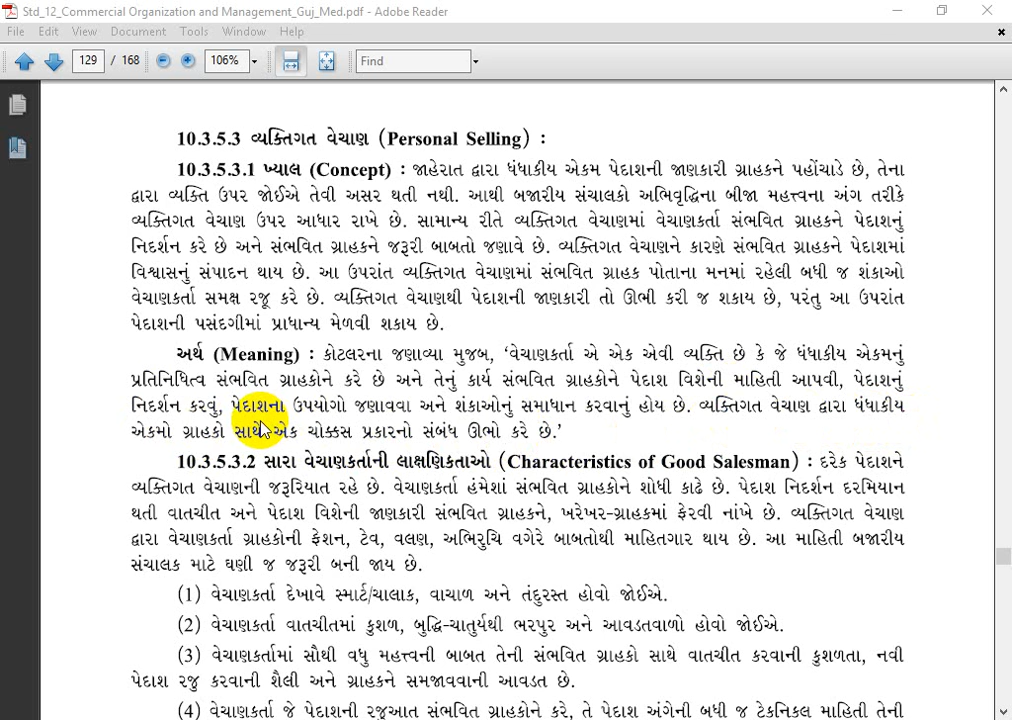 Std_12_Commercial Organization and Management_Guj_Med.pdf - Adobe Reader
File Edit View Document Tools Window Help
129 / 168 106% Find
10.3.5.3 વ્યક્તિગત વેચાણ (Personal Selling) :
10.3.5.3.1 ખ્યાલ (Concept) : જાહેરાત દ્વારા ધંધાકીય એકમ પેદાશની જાણકારી ગ્રાહકને પહોંચાડે છે, તેના
દ્વારા વ્યક્તિ ઉપર જોઈએ તેવી અસર થતી નથી. આથી બજારીય સંચાલકો અભિવૃદ્ધિના બીજા મહત્ત્વના અંગ તરીકે
વ્યક્તિગત વેચાણ ઉપર આધાર રાખે છે. સામાન્ય રીતે વ્યક્તિગત વેચાણમાં વેચાણકર્તા સંભવિત ગ્રાહકને પેદાશનું
નિદર્શન કરે છે અને સંભવિત ગ્રાહકને જરૂરી બાબતો જણાવે છે. વ્યક્તિગત વેચાણને કારણે સંભવિત ગ્રાહકને પેદાશમાં
વિશ્વાસનું સંપાદન થાય છે. આ ઉપરાંત વ્યક્તિગત વેચાણમાં સંભવિત ગ્રાહક પોતાના મનમાં રહેલી બધી જ શંકાઓ
વેચાણકર્તા સમક્ષ રજૂ કરે છે. વ્યક્તિગત વેચાણથી પેદાશની જાણકારી તો ઊભી કરી જ શકાય છે, પરંતુ આ ઉપરાંત
પેદાશની પસંદગીમાં પ્રાધાન્ય મેળવી શકાય છે.
અર્થ (Meaning) : કોટલરના જણાવ્યા મુજબ, ‘વેચાણકર્તા એ એક એવી વ્યક્તિ છે કે જે ધંધાકીય એકમનું
પ્રતિનિધિત્વ સંભવિત ગ્રાહકોને કરે છે અને તેનું કાર્ય સંભવિત ગ્રાહકોને પેદાશ વિશેની માહિતી આપવી, પેદાશનું
નિદર્શન કરવું, પેદાશના ઉપયોગો જણાવવા અને શંકાઓનું સમાધાન કરવાનું હોય છે. વ્યક્તિગત વેચાણ દ્વારા ધંધાકીય
એકમો ગ્રાહકો સાથે એક ચોક્કસ પ્રકારનો સંબંધ ઊભો કરે છે.’
10.3.5.3.2 સારા વેચાણકર્તાની લાક્ષણિકતાઓ (Characteristics of Good Salesman) : દરેક પેદાશને
વ્યક્તિગત વેચાણની જરૂરિયાત રહે છે. વેચાણકર્તા હંમેશાં સંભવિત ગ્રાહકોને શોધી કાઢે છે. પેદાશ નિદર્શન દરમિયાન
થતી વાતચીત અને પેદાશ વિશેની જાણકારી સંભવિત ગ્રાહકને, ખરેખર-ગ્રાહકમાં ફેરવી નાંખે છે. વ્યક્તિગત વેચાણ
દ્વારા વેચાણકર્તા ગ્રાહકોની ફેશન, ટેવ, વલણ, અભિરુચિ વગેરે બાબતોથી માહિતગાર થાય છે. આ માહિતી બજારીય
સંચાલક માટે ઘણી જ જરૂરી બની જાય છે.
(1) વેચાણકર્તા દેખાવે સ્માર્ટ/ચાલાક, વાચાળ અને તંદુરસ્ત હોવો જોઈએ.
(2) વેચાણકર્તા વાતચીતમાં કુશળ, બુદ્ધિ-ચાતુર્યથી ભરપુર અને આવડતવાળો હોવો જોઈએ.
(3) વેચાણકર્તામાં સૌથી વધુ મહત્ત્વની બાબત તેની સંભવિત ગ્રાહકો સાથે વાતચીત કરવાની કુશળતા, નવી
પેદાશ રજુ કરવાની શૈલી અને ગ્રાહકને સમજાવવાની આવડત છે.
(4) વેચાણકર્તા જે પેદાશની રજૂઆત સંભવિત ગ્રાહકોને કરે, તે પેદાશ અંગેની બધી જ ટેકનિકલ માહિતી તેની